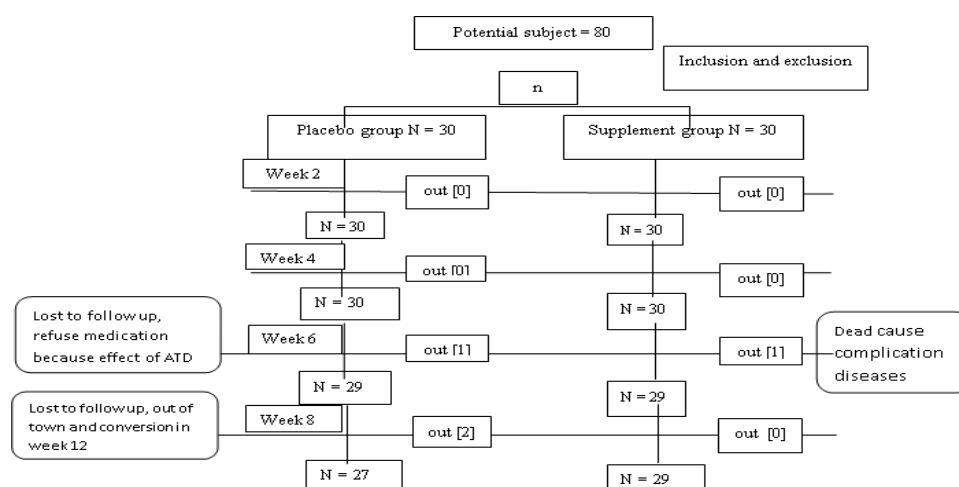 Potential subject = 80
Inclusion and exclusion
n
Placebo group N = 30
Supplement group N = 30
Week 2
out [0]
out [0]
N = 30
N = 30
Week 4
out [0]
out [0]
N = 30
N = 30
Lost to follow up,
refuse medication
because effect of ATD
Week 6
out [1]
out [1]
Dead cause
complication
diseases
N = 29
N = 29
Lost to follow up, out of
town and conversion in
week 12
Week 8
out [2]
out [0]
N = 27
N = 29